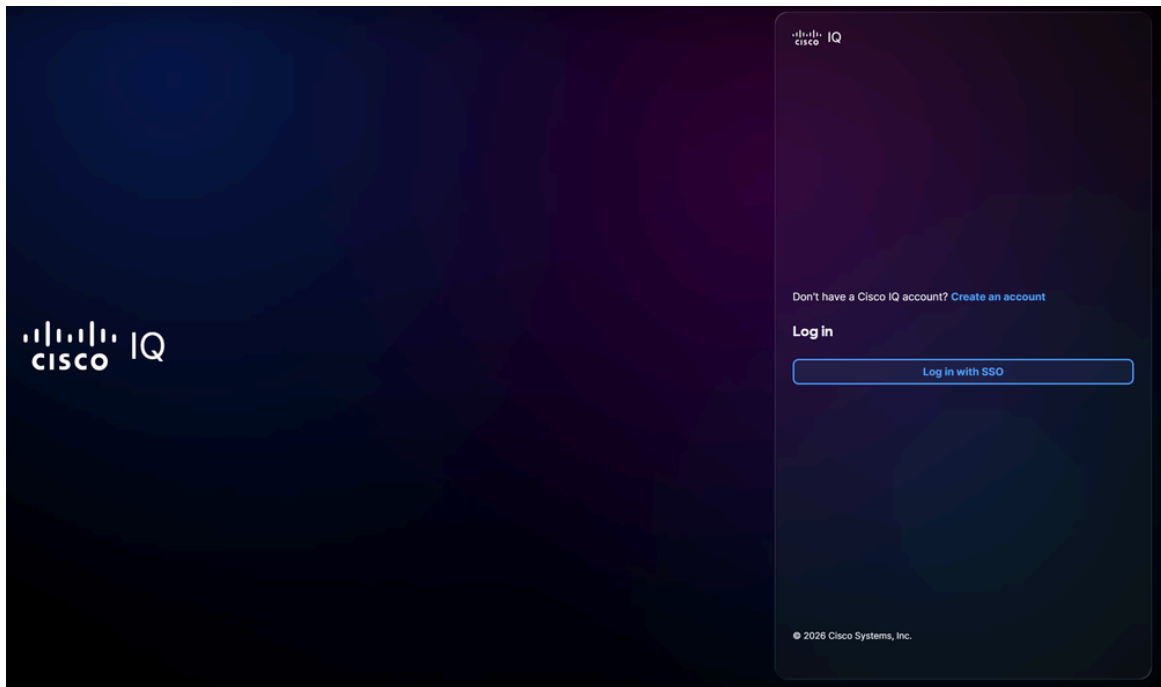 cisco IQ
cisco IQ
Don't have a Cisco IQ account? Create an account
Log in
Log in with SSO
© 2026 Cisco Systems, Inc.